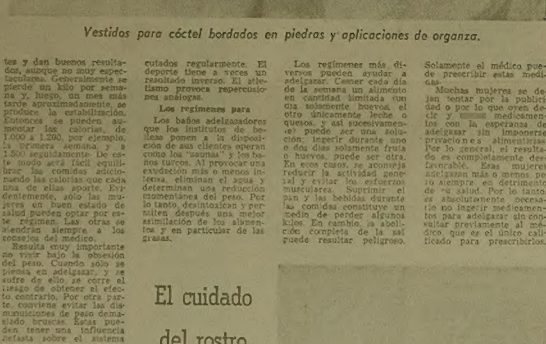 Vestidos para cóctel bordados en piedras y aplicaciones de organza.
tes y dan buenos resulta-
dos, aunque no muy espec-
taculares. Generalmente se
pierde un kilo por sema-
na y, luego, un mes más
tarde aproximadamente, se
produce la estabilización.
Entonces se pueden au-
mentar las calorías, de
1.000 a 1.200, por ejemplo,
la primera semana, y a
1.500 seguidamente. De es-
te modo será fácil equili-
brar las comidas adicio-
nando las calorías que cada
una de ellas aporte. Evi-
dentemente, sólo las mu-
jeres en buen estado de
salud pueden optar por es-
te régimen. Las otras se
atendrán siempre a los
consejos del médico.
Resulta muy importante
no vivir bajo la obsesión
del peso. Cuando sólo se
piensa en adelgazar, y se
sufre de ello, se corre el
riesgo de obtener el efec-
to contrario. Por otra par-
te, conviene evitar las dis-
minuciones de peso dema-
siado bruscas. Estas pue-
den tener una influencia
nefasta sobre el sistema
cutados regularmente. El
deporte tiene a veces un
resultado inverso. El atle-
tismo provoca repercusio-
nes análogas.
Los regímenes para
Los baños adelgazadores
que los institutos de be-
lleza ponen a la disposi-
ción de sus clientes operan
como los "saunas" y los ba-
ños turcos. Al provocar una
exudación más o menos in-
tensa, eliminan el agua y
determinan una reducción
momentánea del peso. Por
lo tanto, desintoxican y per-
miten después una mejor
asimilación de los alimen-
tos y en particular de las
grasas.
El cuidado
del rostro
Los regímenes más di-
versos pueden ayudar a
adelgazar. Comer cada día
de la semana un alimento
en cantidad limitada (un
día solamente huevos, el
otro únicamente leche o
quesos, y así sucesivamen-
te) puede ser una solu-
ción; ingerir durante uno
o dos días solamente fruta
o huevos, puede ser otra.
En este caso, se aconseja
reducir la actividad gene-
ral y evitar los esfuerzos
musculares. Suprimir el
pan y las bebidas durante
las comidas constituye un
medio de perder algunos
kilos. En cambio, la aboli-
ción completa de la sal
puede resultar peligrosa.
Solamente el médico pue-
de prescribir estas medi-
das.
Muchas mujeres se de-
jan tentar por la publici-
dad o por lo que oyen de-
cir y medicamen-
tos con la esperanza de
adelgazar sin imponerse
privaciones alimenticias.
Por lo general, el resulta-
do es completamente des-
favorable. Esas mujeres
adelgazan más o menos pe-
ro siempre en detrimento
de su salud. Por lo tanto,
es absolutamente necesa-
rio no ingerir medicamen-
tos para adelgazar sin con-
sultar previamente al mé-
dico, que es el único cali-
ficado para prescribirlos.